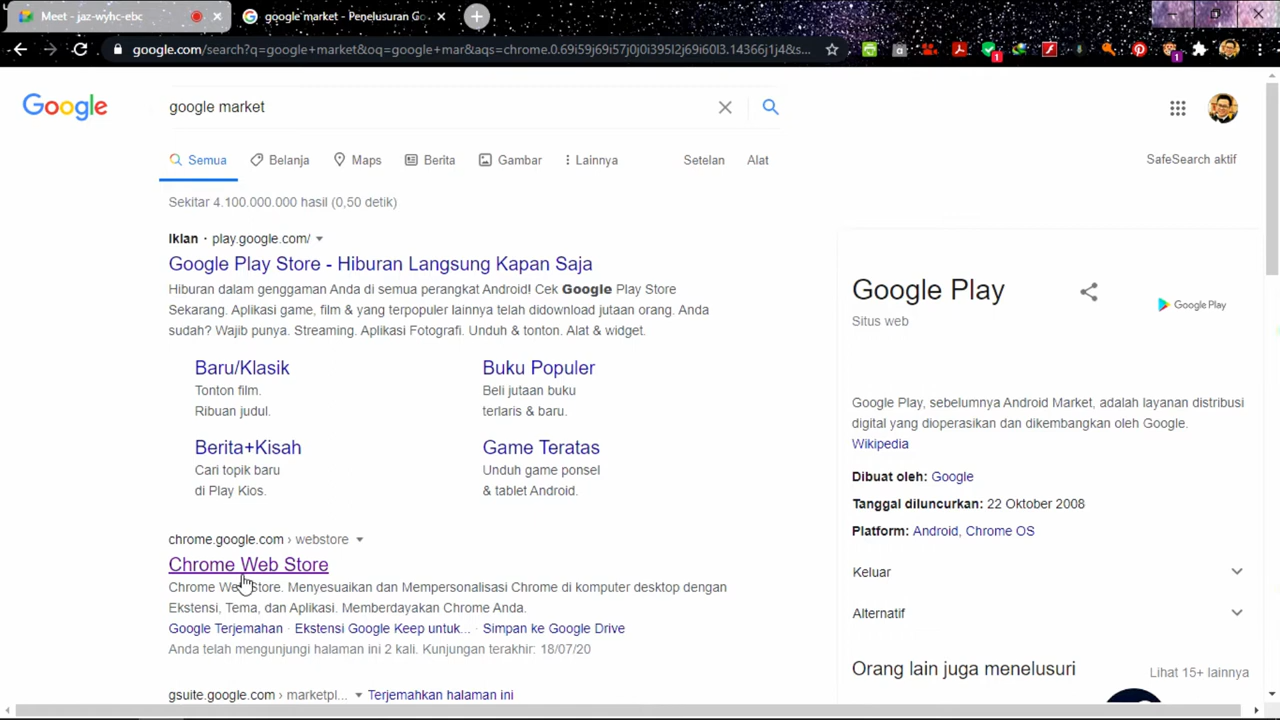 Meet - jaz-wyhc-ebc
google market - Penelusuran Go
google.com/search?q=google+market&oq=google+mar&aqs=chrome.0.69i59j69i57j0j0i395l2j69i60l3.14366j1j4&s...
1
1
Google
google market
Semua
Belanja
Maps
Berita
Gambar
Lainnya
Setelan
Alat
SafeSearch aktif
Sekitar 4.100.000.000 hasil (0,50 detik)
Iklan · play.google.com/
Google Play Store - Hiburan Langsung Kapan Saja
Hiburan dalam genggaman Anda di semua perangkat Android! Cek Google Play Store
Sekarang. Aplikasi game, film & yang terpopuler lainnya telah didownload jutaan orang. Anda
sudah? Wajib punya. Streaming. Aplikasi Fotografi. Unduh & tonton. Alat & widget.
Baru/Klasik
Tonton film.
Ribuan judul.
Buku Populer
Beli jutaan buku
terlaris & baru.
Berita+Kisah
Cari topik baru
di Play Kios.
Game Teratas
Unduh game ponsel
& tablet Android.
chrome.google.com › webstore
Chrome Web Store
Chrome Web Store. Menyesuaikan dan Mempersonalisasi Chrome di komputer desktop dengan
Ekstensi, Tema, dan Aplikasi. Memberdayakan Chrome Anda.
Google Terjemahan · Ekstensi Google Keep untuk... · Simpan ke Google Drive
Anda telah mengunjungi halaman ini 2 kali. Kunjungan terakhir: 18/07/20
gsuite.google.com › marketpl...
Terjemahkan halaman ini
Google Play
Situs web
Google Play
Google Play, sebelumnya Android Market, adalah layanan distribusi
digital yang dioperasikan dan dikembangkan oleh Google.
Wikipedia
Dibuat oleh: Google
Tanggal diluncurkan: 22 Oktober 2008
Platform: Android, Chrome OS
Keluar
Alternatif
Orang lain juga menelusuri
Lihat 15+ lainnya